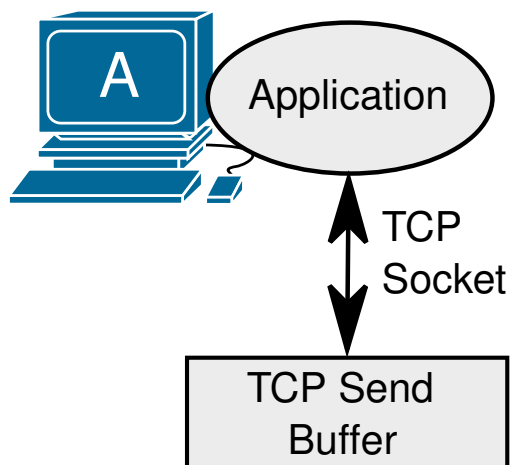 A
Application
TCP
Socket
TCP Send
Buffer